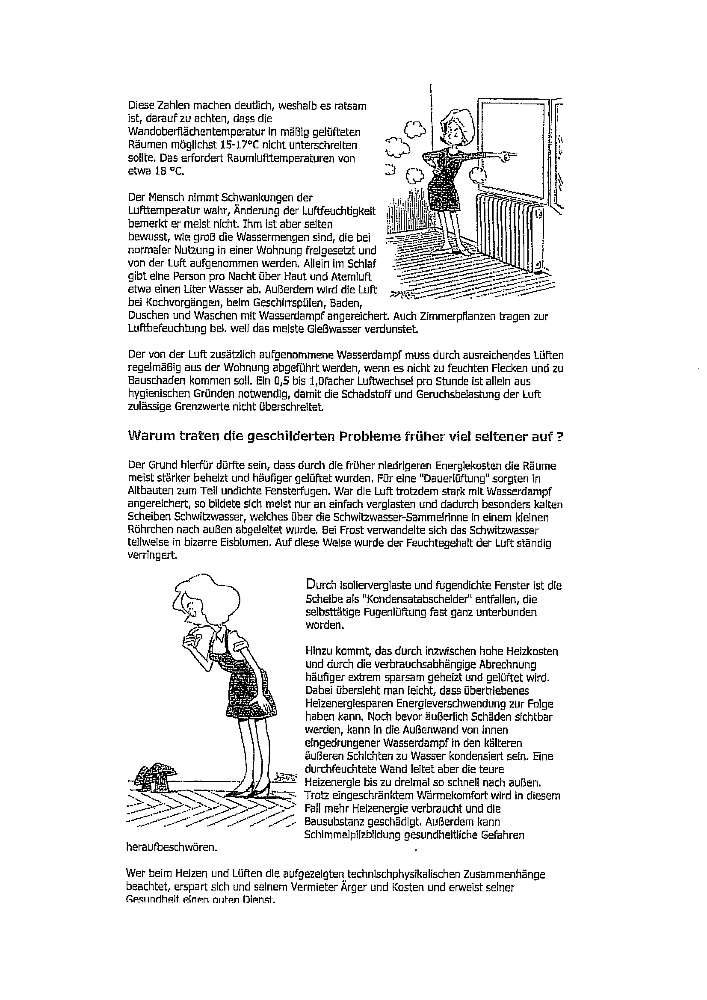 Diese Zahlen machen deutlich, weshalb es ratsam
ist, darauf zu achten, dass die
Wandoberflächentemperatur in mäßig gelüfteten
Räumen möglichst 15-17°C nicht unterschreiten
sollte. Das erfordert Raumlufttemperaturen von
etwa 18 °C.
Der Mensch nimmt Schwankungen der
Lufttemperatur wahr, Änderung der Luftfeuchtigkeit
bemerkt er meist nicht. Ihm ist aber selten
bewusst, wie groß die Wassermengen sind, die bei
normaler Nutzung in einer Wohnung freigesetzt und
von der Luft aufgenommen werden. Allein im Schlaf
gibt eine Person pro Nacht über Haut und Atemluft
etwa einen Liter Wasser ab. Außerdem wird die Luft
bei Kochvorgängen, beim Geschirrspülen, Baden,
Duschen und Waschen mit Wasserdampf angereichert. Auch Zimmerpflanzen tragen zur
Luftbefeuchtung bei. weil das meiste Gießwasser verdunstet.
Der von der Luft zusätzlich aufgenommene Wasserdampf muss durch ausreichendes Lüften
regelmäßig aus der Wohnung abgeführt werden, wenn es nicht zu feuchten Flecken und zu
Bauschaden kommen soll. Ein 0,5 bis 1,0facher Luftwechsel pro Stunde ist allein aus
hygienischen Gründen notwendig, damit die Schadstoff und Geruchsbelastung der Luft
zulässige Grenzwerte nicht überschreitet.
Warum traten die geschilderten Probleme früher viel seltener auf ?
Der Grund hierfür dürfte sein, dass durch die früher niedrigeren Energiekosten die Räume
meist stärker beheizt und häufiger gelüftet wurden. Für eine "Dauerlüftung" sorgten in
Altbauten zum Teil undichte Fensterfugen. War die Luft trotzdem stark mit Wasserdampf
angereichert, so bildete sich meist nur an einfach verglasten und dadurch besonders kalten
Scheiben Schwitzwasser, welches über die Schwitzwasser-Sammelrinne in einem kleinen
Röhrchen nach außen abgeleitet wurde. Bei Frost verwandelte sich das Schwitzwasser
teilweise in bizarre Eisblumen. Auf diese Weise wurde der Feuchtegehalt der Luft ständig
verringert.
Durch isolierverglaste und fugendichte Fenster ist die
Scheibe als "Kondensatabscheider" entfallen, die
selbsttätige Fugenlüftung fast ganz unterbunden
worden.
Hinzu kommt, das durch inzwischen hohe Heizkosten
und durch die verbrauchsabhängige Abrechnung
häufiger extrem sparsam geheizt und gelüftet wird.
Dabei übersieht man leicht, dass übertriebenes
Heizenergiesparen Energieverschwendung zur Folge
haben kann. Noch bevor äußerlich Schäden sichtbar
werden, kann in die Außenwand von innen
eingedrungener Wasserdampf in den kälteren
äußeren Schichten zu Wasser kondensiert sein. Eine
durchfeuchtete Wand leitet aber die teure
Heizenergie bis zu dreimal so schnell nach außen.
Trotz eingeschränktem Wärmekomfort wird in diesem
Fall mehr Heizenergie verbraucht und die
Bausubstanz geschädigt. Außerdem kann
Schimmelpilzbildung gesundheitliche Gefahren
heraufbeschwören.
Wer beim Heizen und Lüften die aufgezeigten technischphysikalischen Zusammenhänge
beachtet, erspart sich und seinem Vermieter Ärger und Kosten und erweist seiner
Gesundheit einen guten Dienst.